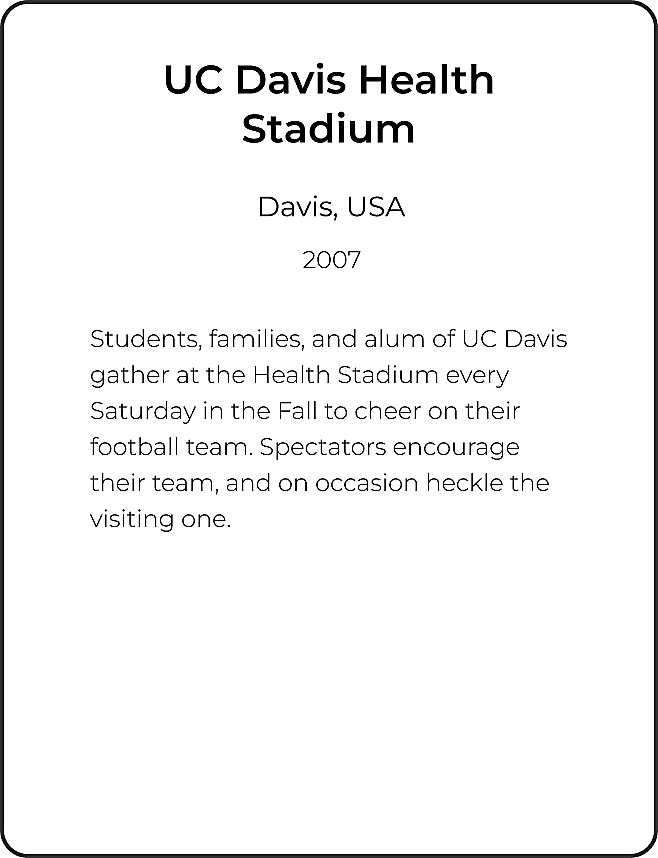 UC Davis Health
Stadium
Davis, USA
2007
Students, families, and alum of UC Davis
gather at the Health Stadium every
Saturday in the Fall to cheer on their
football team. Spectators encourage
their team, and on occasion heckle the
visiting one.